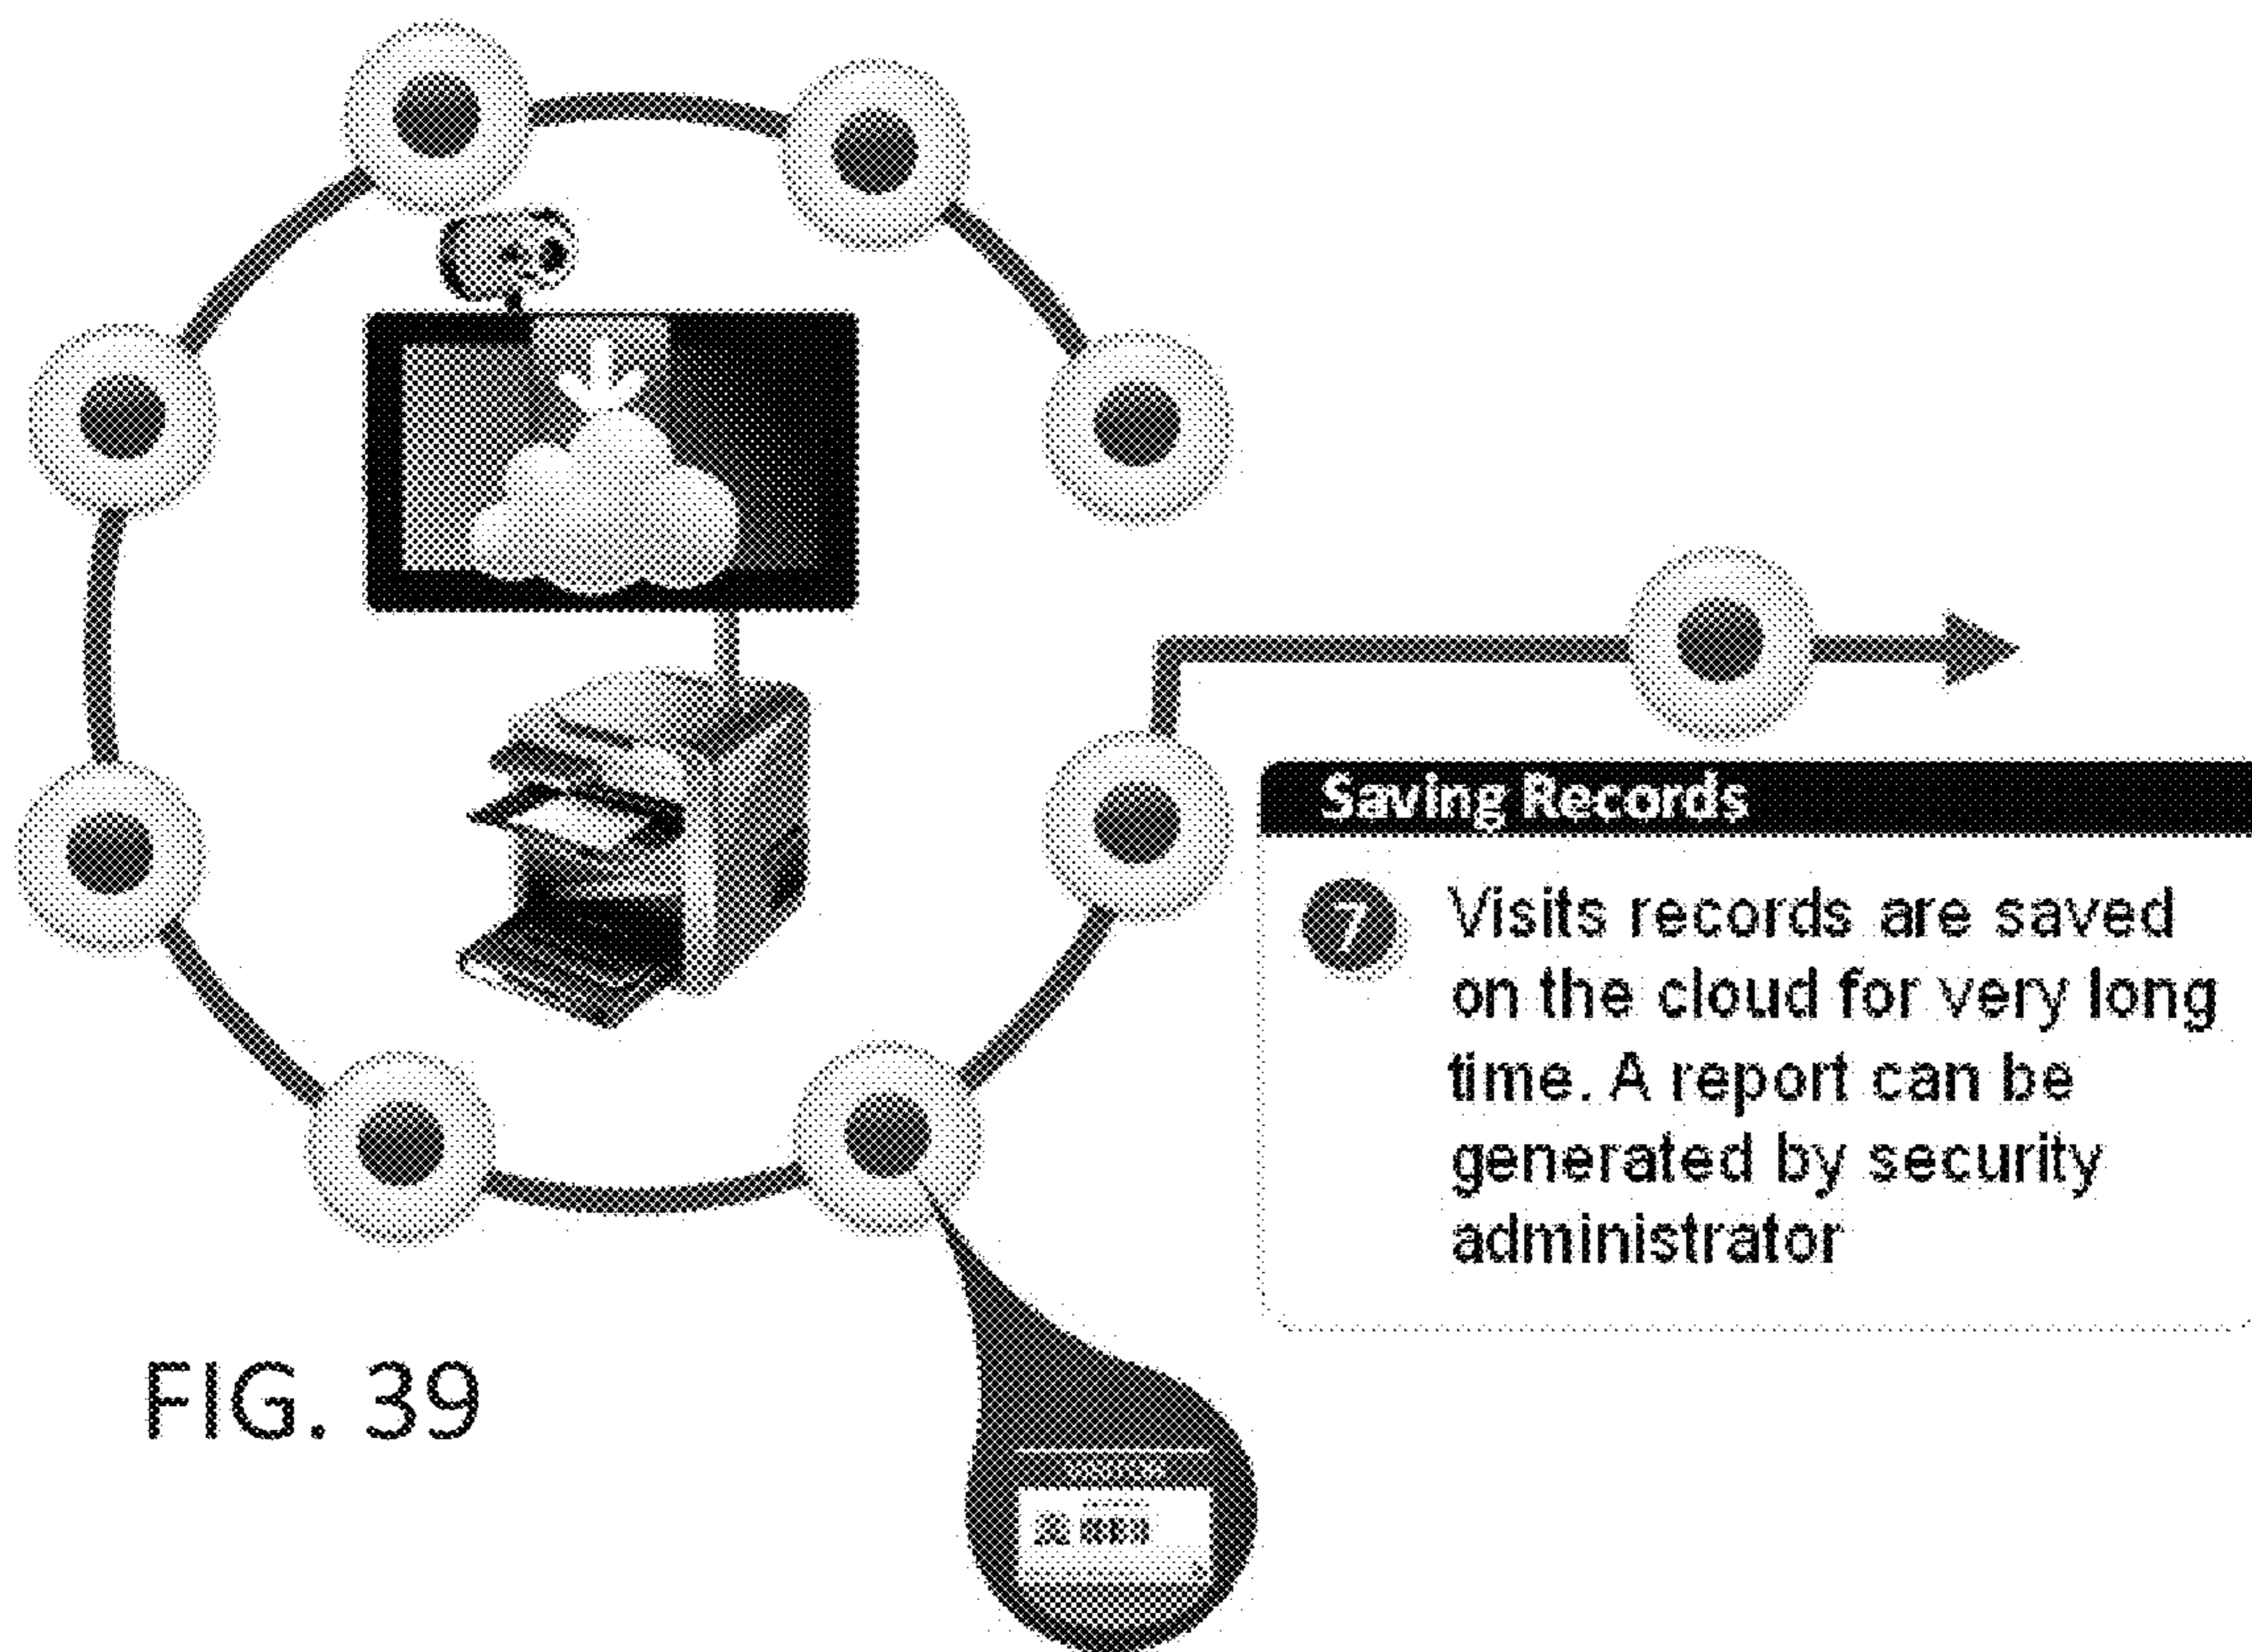 Saving Records
7 Visits records are saved
on the cloud for very long
time. A report can be
generated by security
administrator
FIG. 39